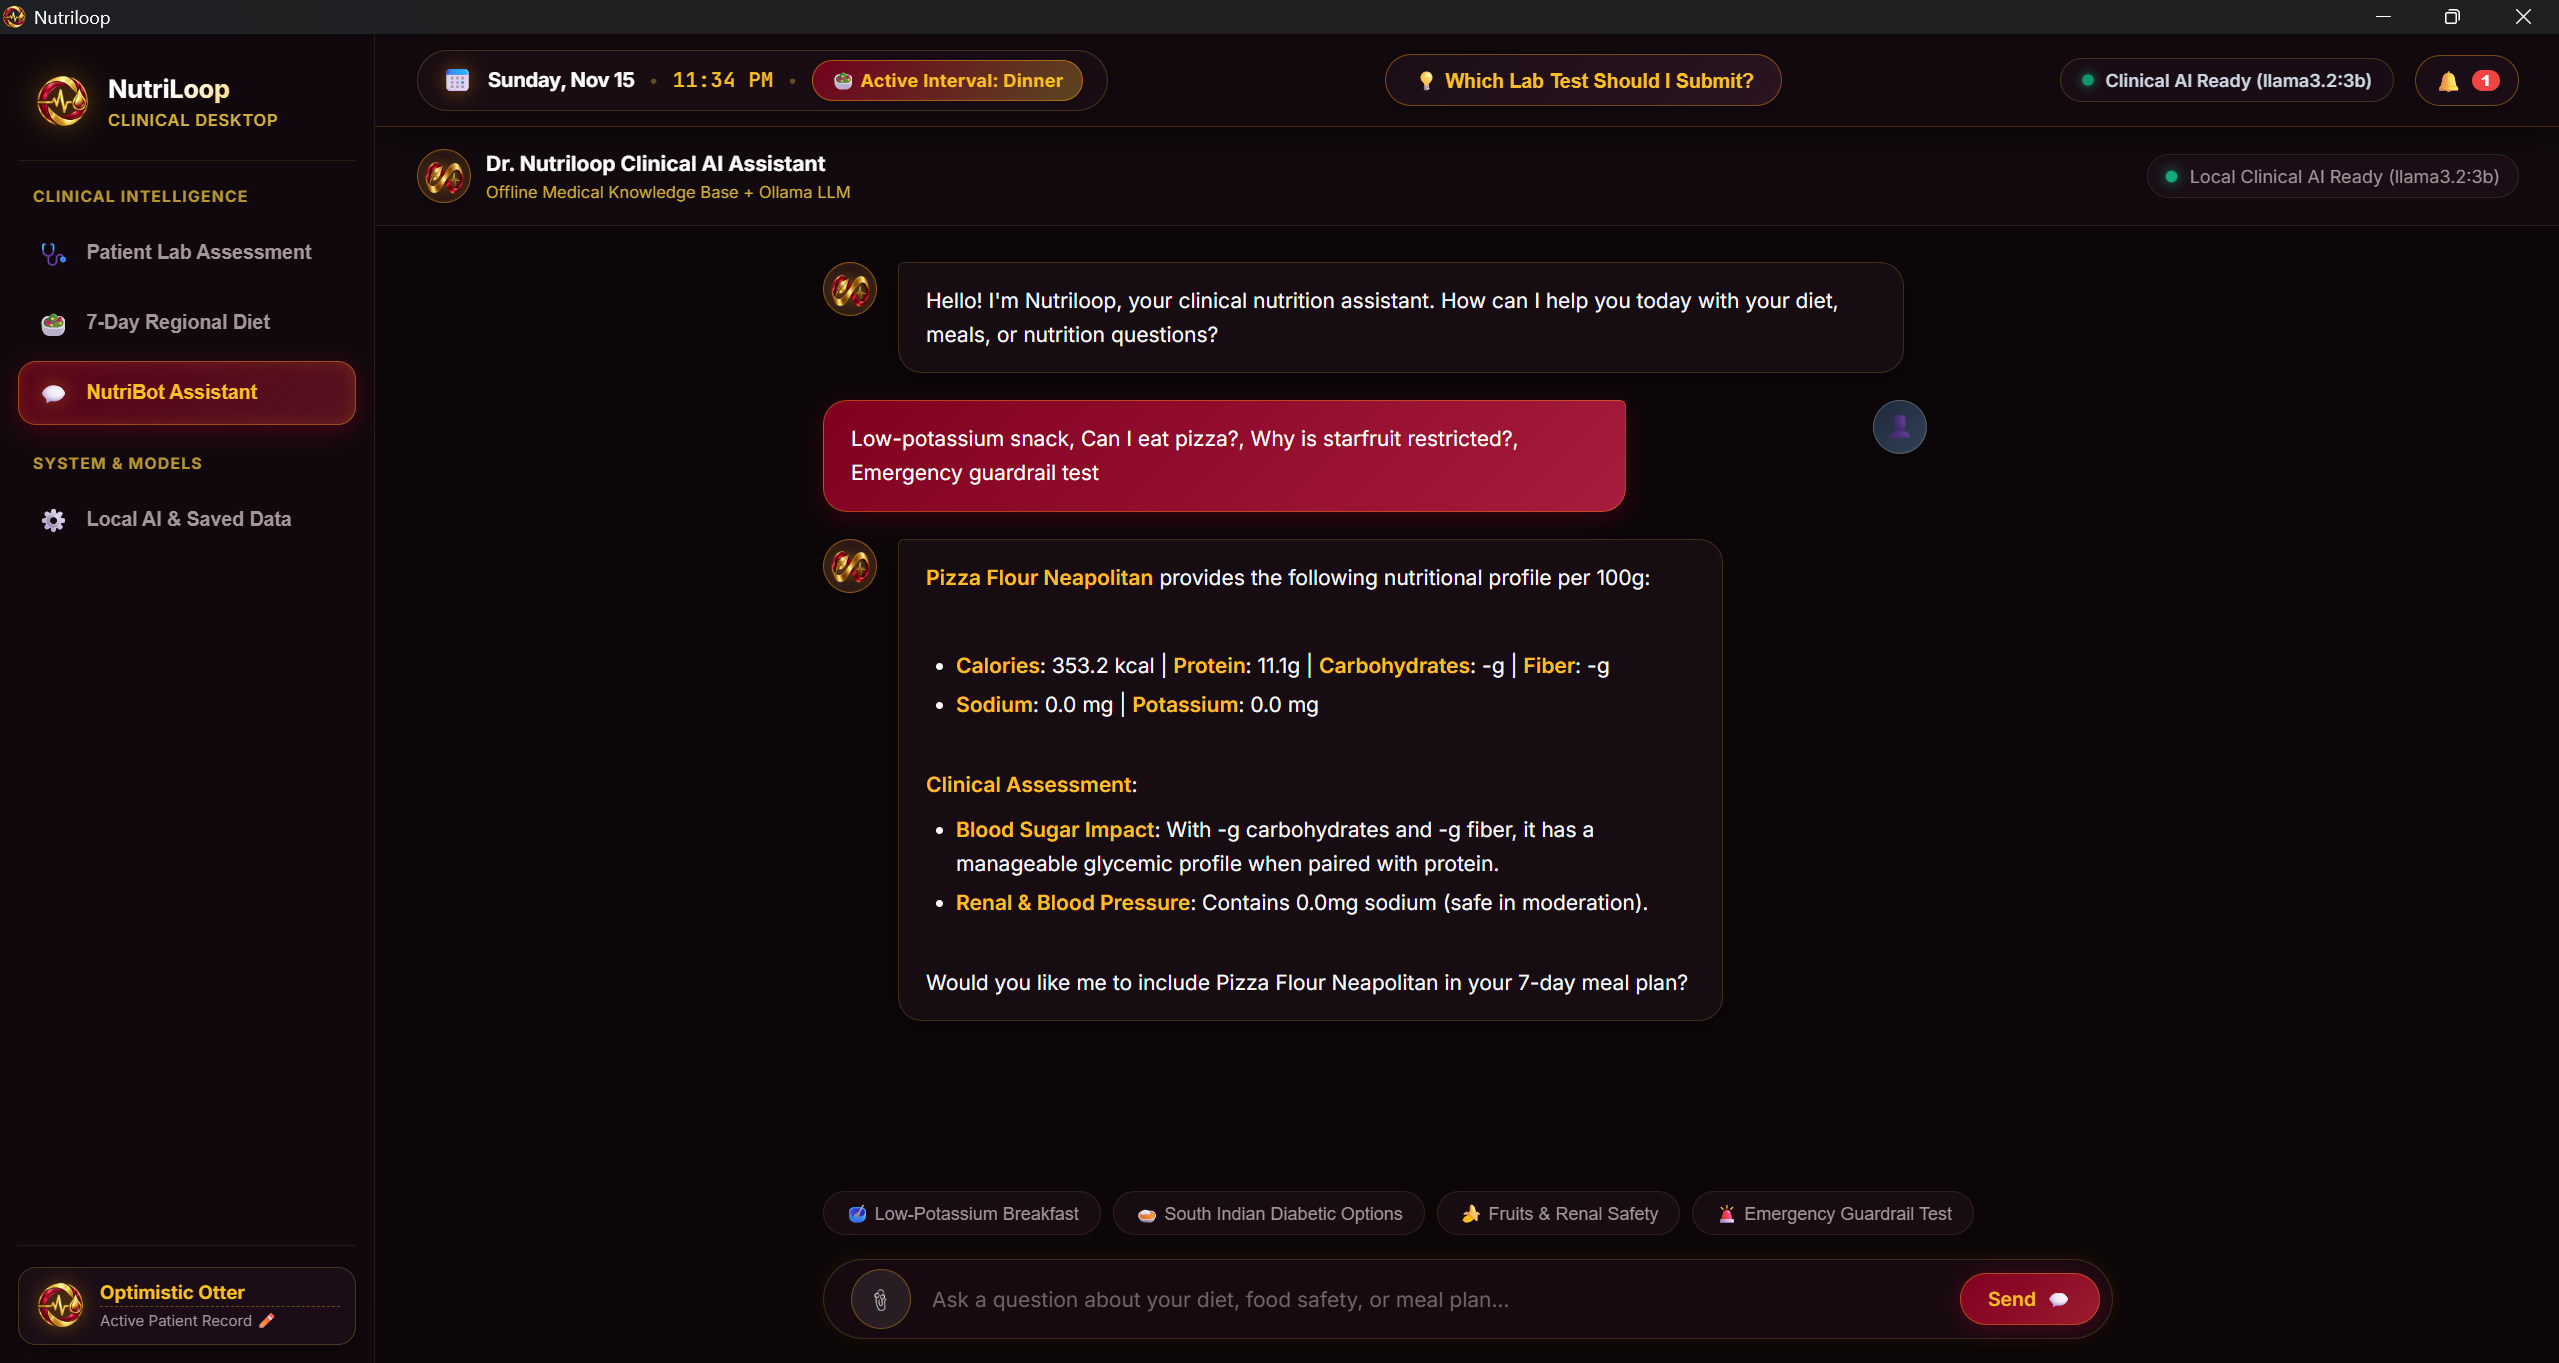 Nutriloop
NutriLoop
CLINICAL DESKTOP
CLINICAL INTELLIGENCE
Patient Lab Assessment
7-Day Regional Diet
NutriBot Assistant
SYSTEM & MODELS
Local AI & Saved Data
Optimistic Otter
Active Patient Record
Sunday, Nov 15 • 11:34 PM • Active Interval: Dinner
Which Lab Test Should I Submit?
Clinical AI Ready (llama3.2:3b)
1
Dr. Nutriloop Clinical AI Assistant
Offline Medical Knowledge Base + Ollama LLM
Local Clinical AI Ready (llama3.2:3b)
Hello! I'm Nutriloop, your clinical nutrition assistant. How can I help you today with your diet,
meals, or nutrition questions?
Low-potassium snack, Can I eat pizza?, Why is starfruit restricted?,
Emergency guardrail test
Pizza Flour Neapolitan provides the following nutritional profile per 100g:
• Calories: 353.2 kcal | Protein: 11.1g | Carbohydrates: -g | Fiber: -g
• Sodium: 0.0 mg | Potassium: 0.0 mg
Clinical Assessment:
• Blood Sugar Impact: With -g carbohydrates and -g fiber, it has a
manageable glycemic profile when paired with protein.
• Renal & Blood Pressure: Contains 0.0mg sodium (safe in moderation).
Would you like me to include Pizza Flour Neapolitan in your 7-day meal plan?
Low-Potassium Breakfast
South Indian Diabetic Options
Fruits & Renal Safety
Emergency Guardrail Test
Ask a question about your diet, food safety, or meal plan...
Send